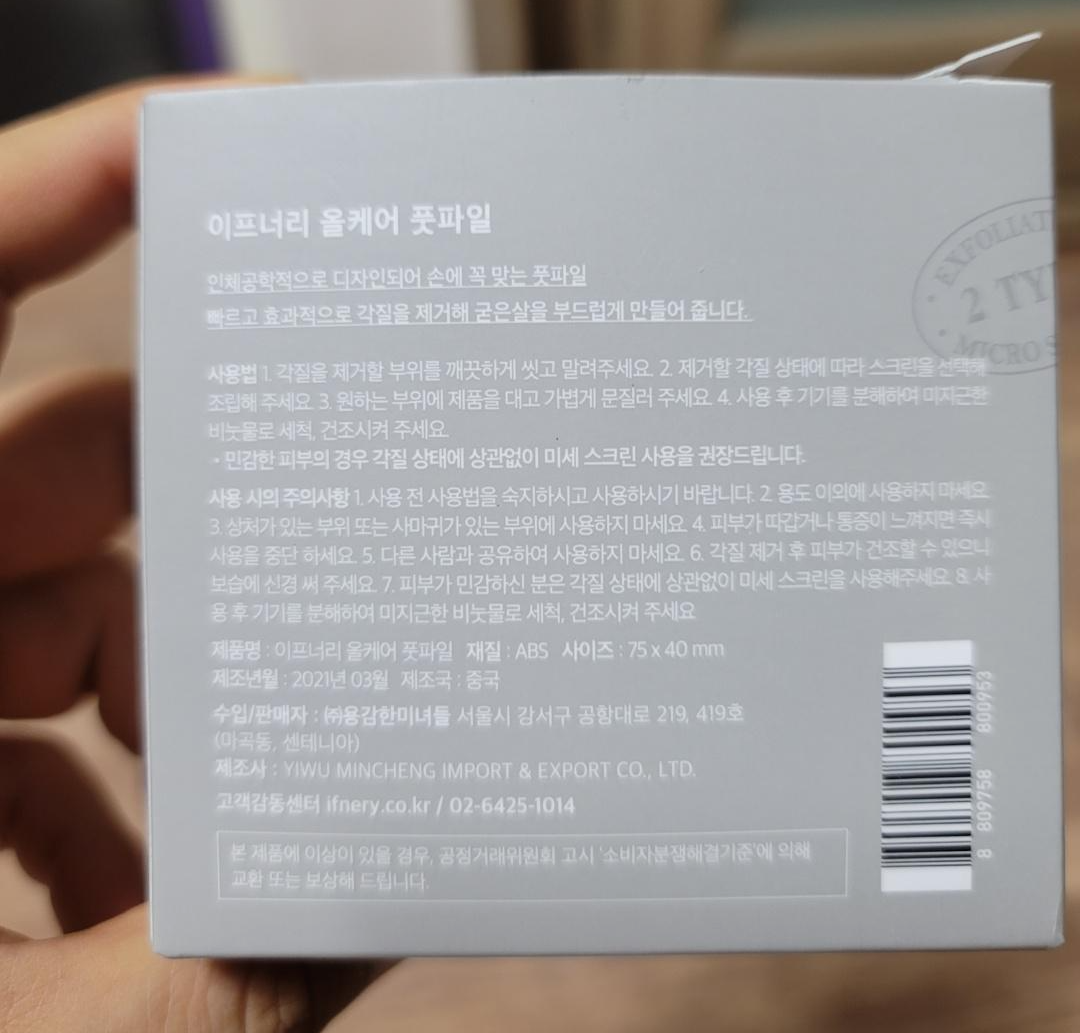 이프너리 올케어 풋파일
인체공학적으로 디자인되어 손에 꼭 맞는 풋파일
빠르고 효과적으로 각질을 제거해 굳은살을 부드럽게 만들어 줍니다.
EXFOLIAT
2 TY
MICRO S
사용법 1. 각질을 제거할 부위를 깨끗하게 씻고 말려주세요. 2. 제거할 각질 상태에 따라 스크린을 선택해
조립해 주세요. 3. 원하는 부위에 제품을 대고 가볍게 문질러 주세요. 4. 사용 후 기기를 분해하여 미지근한
비눗물로 세척, 건조시켜 주세요.
• 민감한 피부의 경우 각질 상태에 상관없이 미세 스크린 사용을 권장드립니다.
사용 시의 주의사항 1. 사용 전 사용법을 숙지하시고 사용하시기 바랍니다. 2. 용도 이외에 사용하지 마세요.
3. 상처가 있는 부위 또는 사마귀가 있는 부위에 사용하지 마세요. 4. 피부가 따갑거나 통증이 느껴지면 즉시
사용을 중단 하세요. 5. 다른 사람과 공유하여 사용하지 마세요. 6. 각질 제거 후 피부가 건조할 수 있으니
보습에 신경 써 주세요. 7. 피부가 민감하신 분은 각질 상태에 상관없이 미세 스크린을 사용해주세요. 8. 사
용 후 기기를 분해하여 미지근한 비눗물로 세척, 건조시켜 주세요
제품명 : 이프너리 올케어 풋파일 재질 : ABS 사이즈 : 75 x 40 mm
제조년월 : 2021년 03월 제조국 : 중국
수입/판매자 : ㈜용감한미녀들 서울시 강서구 공항대로 219, 419호
(마곡동, 센테니아)
제조사 : YIWU MINCHENG IMPORT & EXPORT CO., LTD.
고객감동센터 ifnery.co.kr / 02-6425-1014
본 제품에 이상이 있을 경우, 공정거래위원회 고시 '소비자분쟁해결기준'에 의해
교환 또는 보상해 드립니다.
8 809758 800953